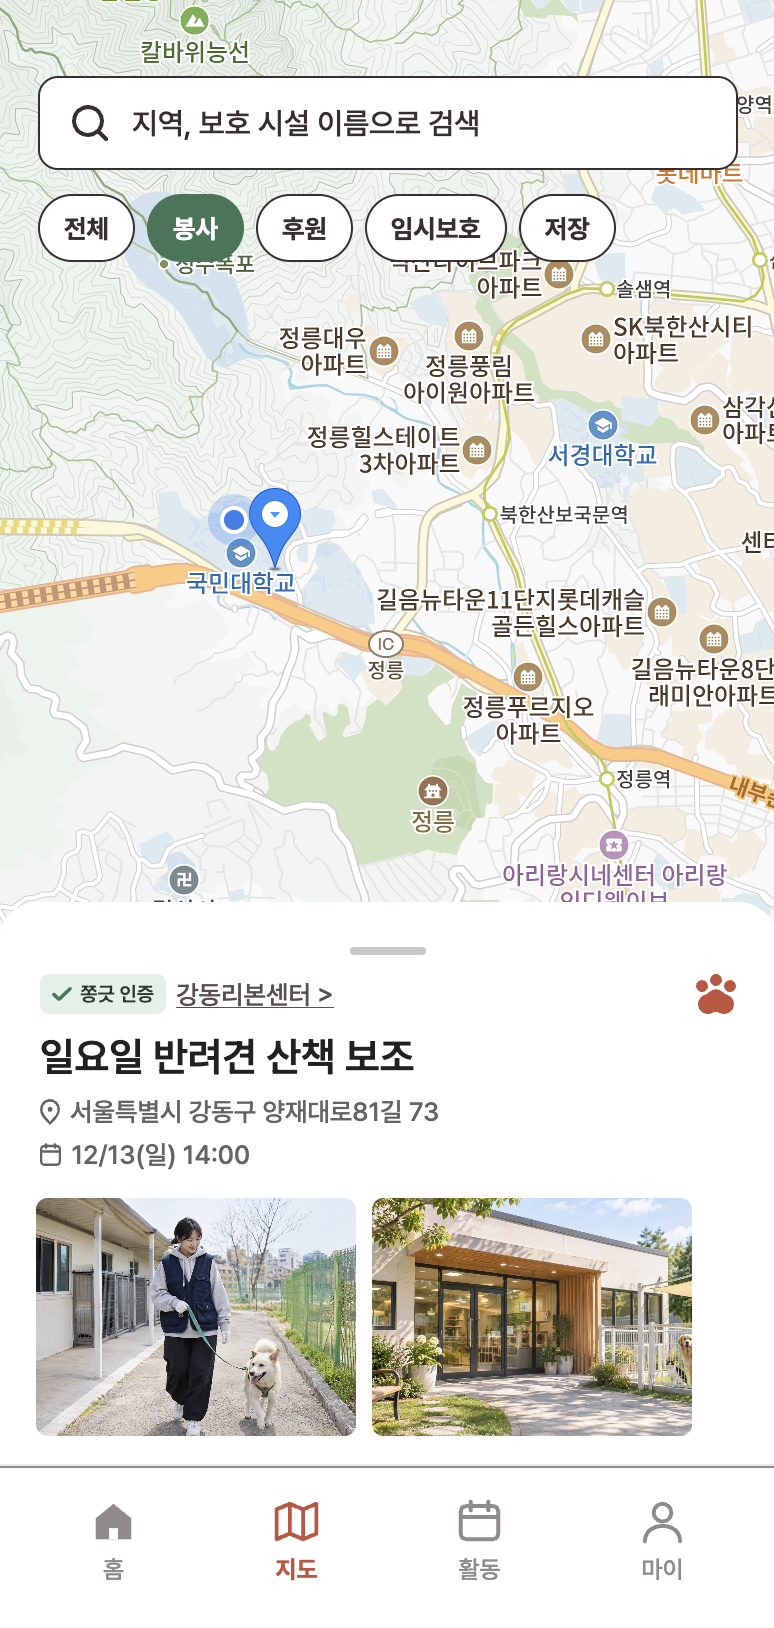 칼바위능선
지역, 보호 시설 이름으로 검색
양역
롯데마트
전체
봉사
후원
임시보호
저장
아파트
솔샘역
SK북한산시티
아파트
정릉대우
아파트
정릉풍림
아이원아파트
정릉힐스테이트
3차아파트
서경대학교
북한산보국문역
국민대학교
길음뉴타운11단지롯데캐슬
골든힐스아파트
IC
정릉
길음뉴타운8단
래미안아파트
정릉푸르지오
아파트
정릉역
정릉
아리랑시네센터 아리랑
인디웨이브
쫑긋 인증
강동리본센터 >
일요일 반려견 산책 보조
서울특별시 강동구 양재대로81길 73
12/13(일) 14:00
홈
지도
활동
마이